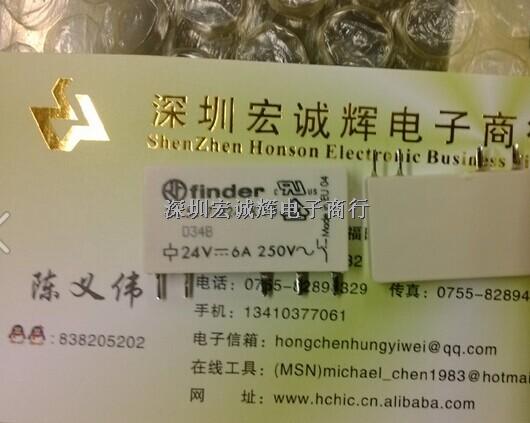 深圳宏诚辉电子商
ShenZhen Honson Electronic Business
finder
c US
深圳宏诚辉电子商行
D34B
24V 6A 250V~
陈义伟
电话: 0755-82894329 传真: 0755-82894
手机: 13410377061
:838205202
电子信箱: hongchenhungyiwei@qq.com
在线工具: (MSN)michael_chen1983@hotmai
网 址: www.hchic.cn.alibaba.com